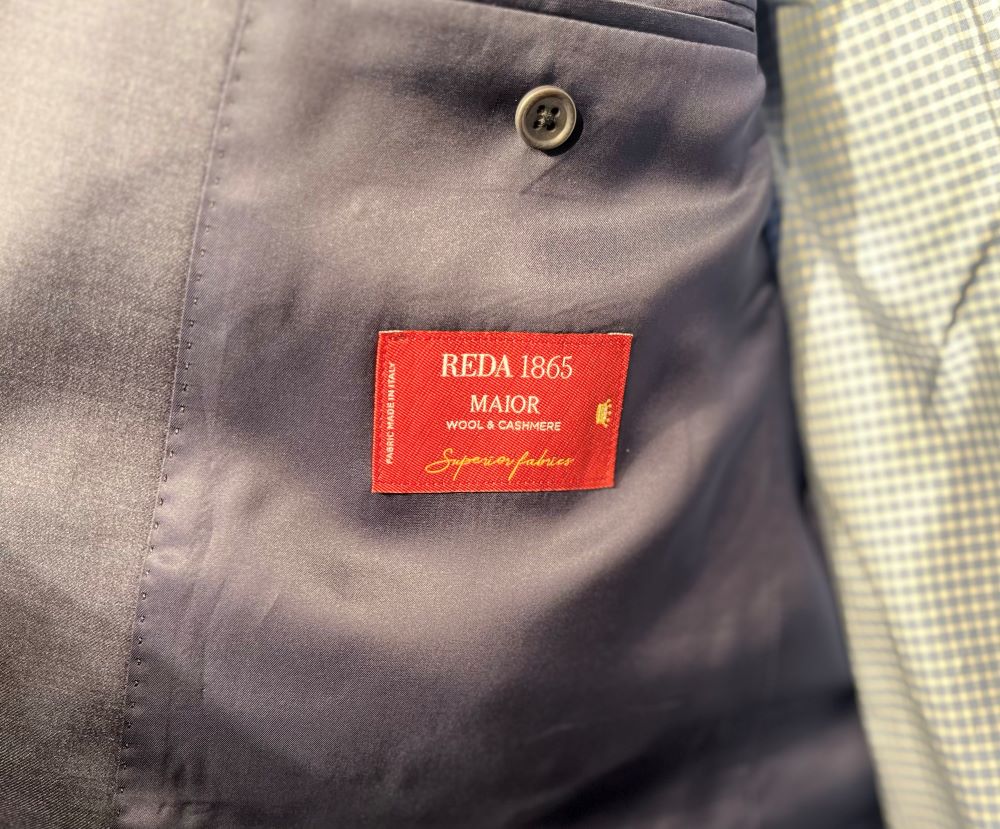 REDA 1865
MAIOR
WOOL & CASHMERE
Superior fabrics
FABRIC MADE IN ITALY